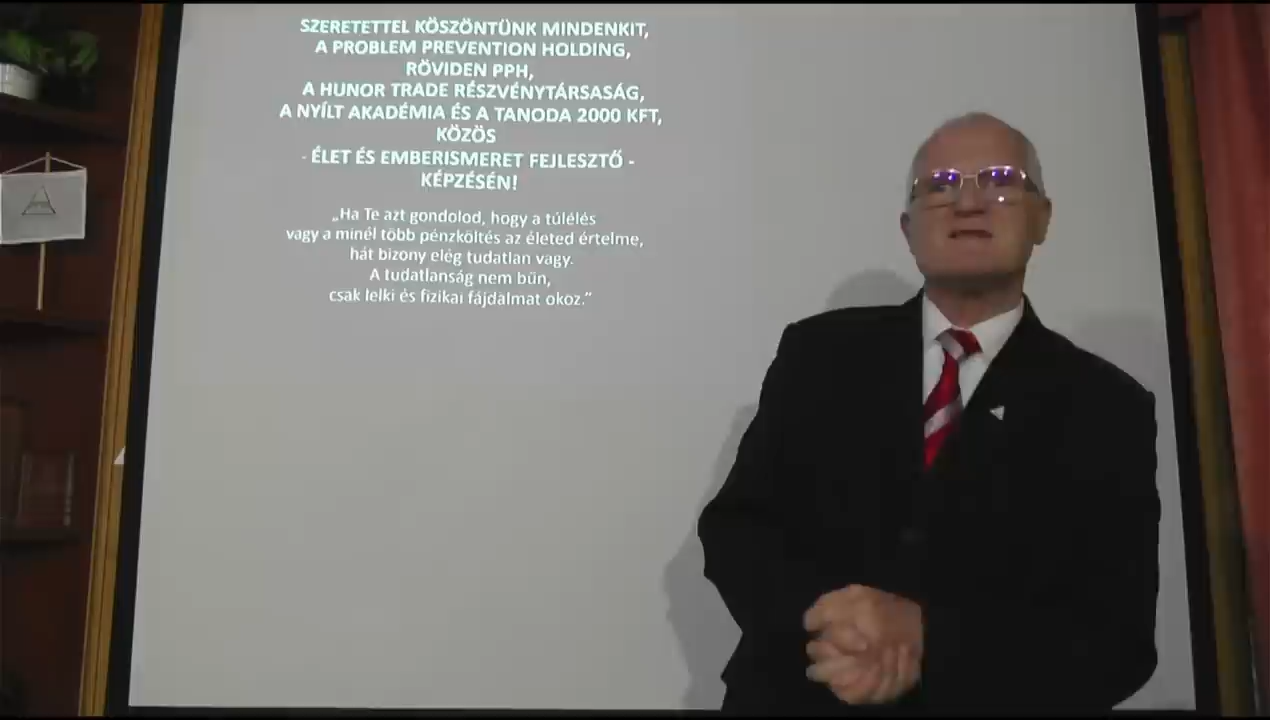 SZERETETTEL KÖSZÖNTÜNK MINDENKIT,
A PROBLEM PREVENTION HOLDING,
RÖVIDEN PPH,
A HUNOR TRADE RÉSZVÉNYTÁRSASÁG,
A NYÍLT AKADÉMIA ÉS A TANODA 2000 KFT,
KÖZÖS
- ÉLET ÉS EMBERISMERET FEJLESZTŐ -
KÉPZÉSÉN!
„Ha Te azt gondolod, hogy a túlélés
vagy a minél több pénzköltés az életed értelme,
hát bizony elég tudatlan vagy.
A tudatlanság nem bűn,
csak lelki és fizikai fájdalmat okoz.”